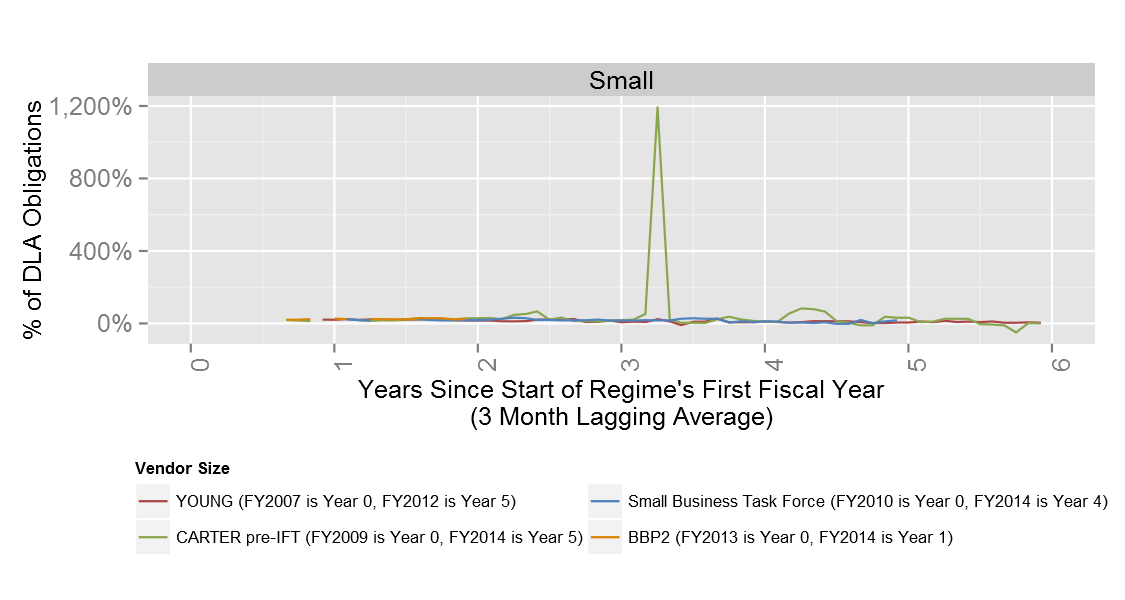 Small
% of DLA Obligations
1,200%
800%
400%
0%
0
1
2
3
4
5
6
Years Since Start of Regime's First Fiscal Year
(3 Month Lagging Average)
Vendor Size
YOUNG (FY2007 is Year 0, FY2012 is Year 5)
Small Business Task Force (FY2010 is Year 0, FY2014 is Year 4)
CARTER pre-IFT (FY2009 is Year 0, FY2014 is Year 5)
BBP2 (FY2013 is Year 0, FY2014 is Year 1)